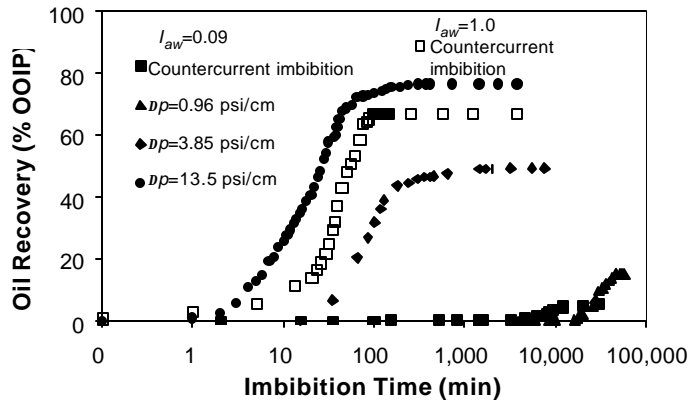 I_aw=0.09
Countercurrent imbibition
Dp=0.96 psi/cm
Dp=3.85 psi/cm
Dp=13.5 psi/cm
I_aw=1.0
Countercurrent
imbibition
Oil Recovery (% OOIP)
100
80
60
40
20
0
0 1 10 100 1,000 10,000 100,000
Imbibition Time (min)